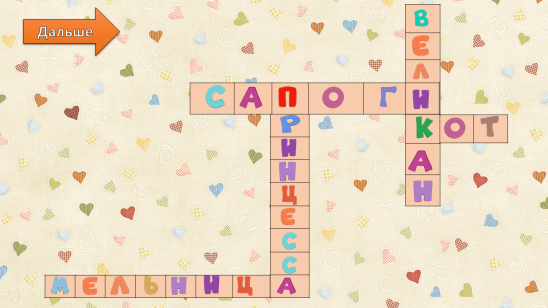 Дальше
ВЕЛИКАН
САПОГИ
ПРИНЦЕССА
КОТ
МЕЛЬНИЦА